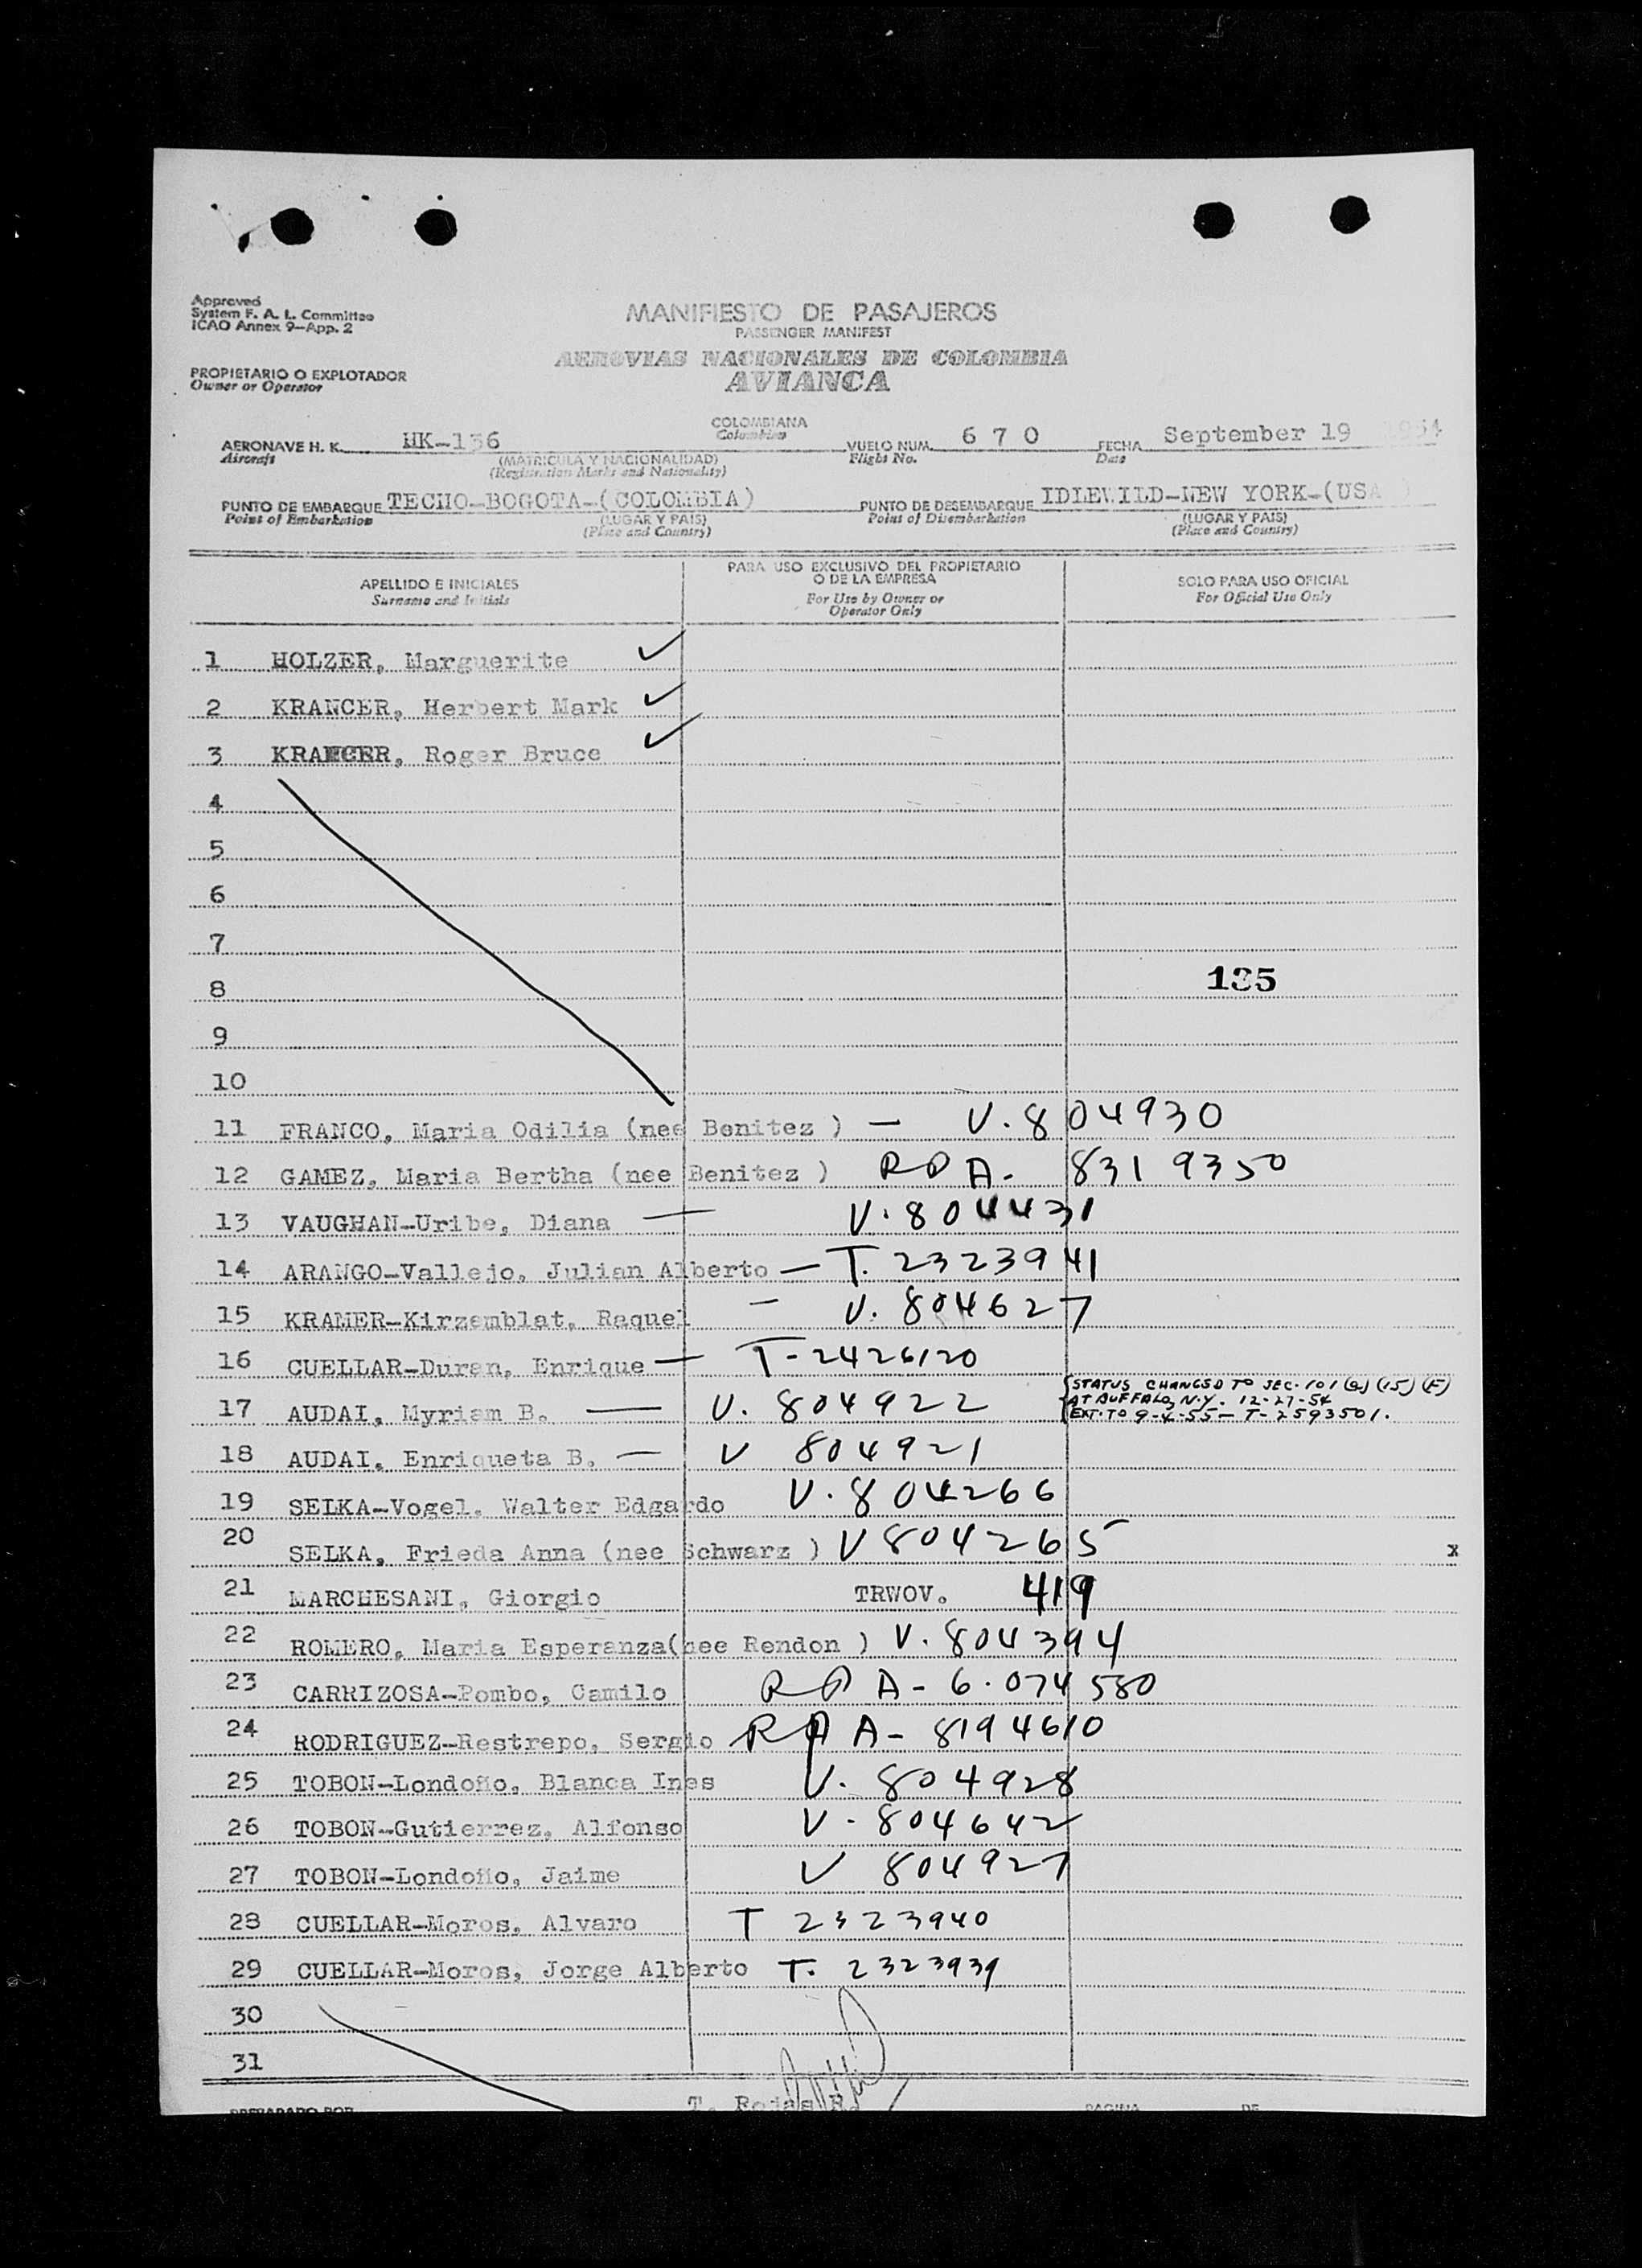 Approved
System F. A. L. Committee
ICAO Annex 9—App. 2
MANIFIESTO DE PASAJEROS
PASSENGER MANIFEST
AEROVIAS NACIONALES DE COLOMBIA
AVIANCA
PROPIETARIO O EXPLOTADOR
Owner or Operator
COLOMBIANA
Colombian
AERONAVE H. K. HK-136 VUELO NUM. 6 7 0 FECHA September 19 1954
Aircraft (MATRICULA Y NACIONALIDAD) Flight No. Date
(Registration Marks and Nationality)
PUNTO DE EMBARQUE TECHO-BOGOTA-(COLOMBIA) PUNTO DE DESEMBARQUE IDLEWILD-NEW YORK-(USA )
Point of Embarkation (LUGAR Y PAIS) Point of Disembarkation (LUGAR Y PAIS)
(Place and Country) (Place and Country)
APELLIDO E INICIALES
Surname and Initials
PARA USO EXCLUSIVO DEL PROPIETARIO
O DE LA EMPRESA
For Use by Owner or
Operator Only
SOLO PARA USO OFICIAL
For Official Use Only
1 HOLZER, Marguerite ✓
2 KRANCER, Herbert Mark ✓
3 KRANCER, Roger Bruce ✓
4
5
6
7
8 135
9
10
11 FRANCO, Maria Odilia (nee Benitez ) — V. 804930
12 GAMEZ, Maria Bertha (nee Benitez ) RP A- 8319350
13 VAUGHAN-Uribe, Diana — V. 804431
14 ARANGO-Vallejo, Julian Alberto — T. 2323941
15 KRAMER-Kirzemblat, Raquel — V. 804627
16 CUELLAR-Duran, Enrique — T-2426120
17 AUDAI, Myriam B. — V. 804922
STATUS CHANGED TO SEC. 101 (a) (15) (F)
AT BUFFALO, N.Y. 12-27-54
EXT. TO 9-4-55 — T-2593501.
18 AUDAI, Enriqueta B. — V 804921
19 SELKA-Vogel, Walter Edgardo V. 804266
20 SELKA, Frieda Anna (nee Schwarz ) V 804265 x
21 MARCHESANI, Giorgio TRWOV. 419
22 ROMERO, Maria Esperanza(nee Rendon ) V. 804394
23 CARRIZOSA-Pombo, Camilo RP A- 6.074580
24 RODRIGUEZ-Restrepo, Sergio RP A- 8194610
25 TOBON-Londoño, Blanca Ines V. 804928
26 TOBON-Gutierrez, Alfonso V- 804642
27 TOBON-Londoño, Jaime V 804927
28 CUELLAR-Moros, Alvaro T 2323940
29 CUELLAR-Moros, Jorge Alberto T. 2323939
30
31
T. Rojas R.
PREPARADO POR PAGINA DE